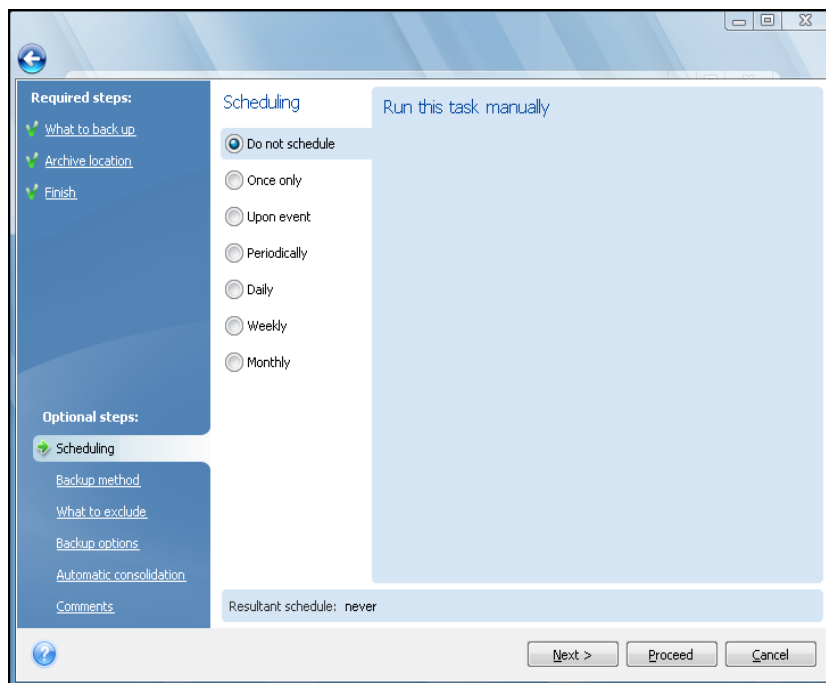 Required steps:
What to back up
Archive location
Finish
Optional steps:
Scheduling
Backup method
What to exclude
Backup options
Automatic consolidation
Comments
Scheduling
Do not schedule
Once only
Upon event
Periodically
Daily
Weekly
Monthly
Run this task manually
Resultant schedule: never
Next >
Proceed
Cancel